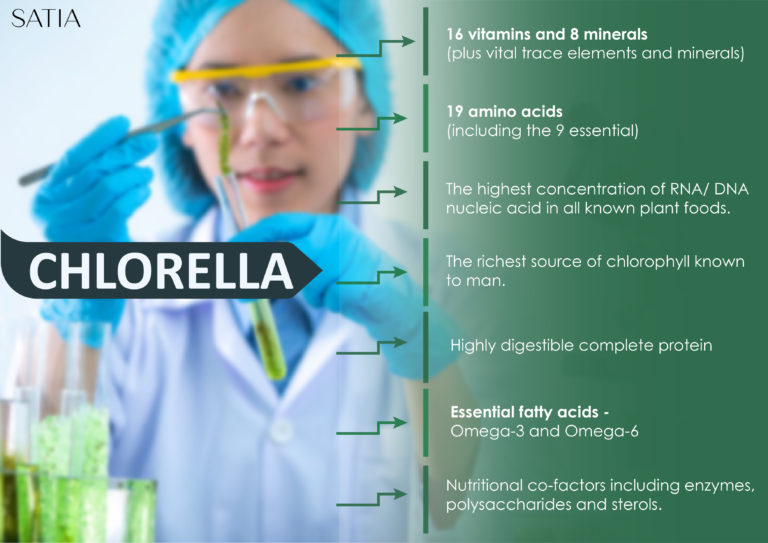 SATIA
16 vitamins and 8 minerals
(plus vital trace elements and minerals)
19 amino acids
(including the 9 essential)
The highest concentration of RNA/ DNA
nucleic acid in all known plant foods.
CHLORELLA
The richest source of chlorophyll known
to man.
Highly digestible complete protein
Essential fatty acids -
Omega-3 and Omega-6
Nutritional co-factors including enzymes,
polysaccharides and sterols.